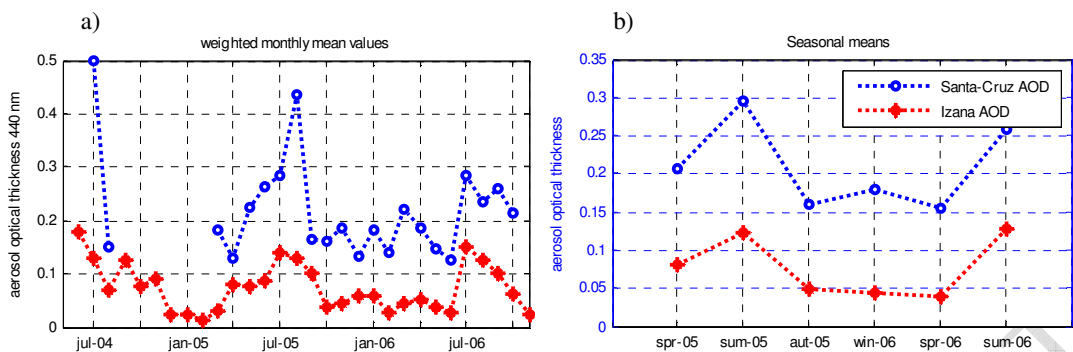 a)
weighted monthly mean values
aerosol optical thickness 440 nm
0.5
0.4
0.3
0.2
0.1
0
jul-04
jan-05
jul-05
jan-06
jul-06
b)
Seasonal means
aerosol optical thickness
0.35
0.3
0.25
0.2
0.15
0.1
0.05
0
spr-05
sum-05
aut-05
win-06
spr-06
sum-06
Santa-Cruz AOD
Izana AOD